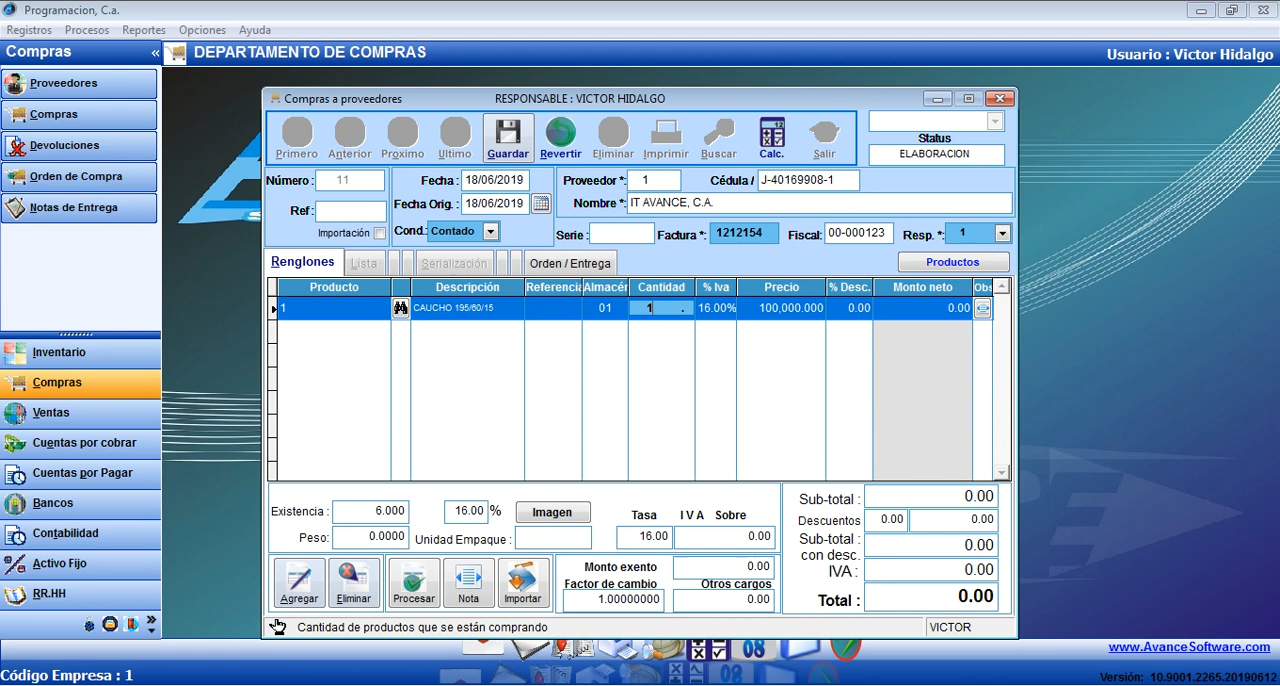 Programacion, C.a.
Registros Procesos Reportes Opciones Ayuda
Compras «
DEPARTAMENTO DE COMPRAS
Usuario : Victor Hidalgo
Proveedores
Compras
Devoluciones
Orden de Compra
Notas de Entrega
Inventario
Compras
Ventas
Cuentas por cobrar
Cuentas por Pagar
Bancos
Contabilidad
Activo Fijo
RR.HH
»
Compras a proveedores RESPONSABLE : VICTOR HIDALGO
Primero Anterior Proximo Ultimo Guardar Revertir Eliminar Imprimir Buscar Calc. Salir
Status
ELABORACION
Número : 11
Ref:
Importación
Fecha : 18/06/2019
Fecha Orig. : 18/06/2019
Cond.: Contado
Proveedor *: 1 Cédula / J-40169908-1
Nombre *: IT AVANCE, C.A.
Serie : Factura *: 1212154 Fiscal: 00-000123 Resp. *: 1
Renglones Lista Serialización Orden / Entrega Productos
Producto Descripción Referencia Almacén Cantidad % Iva Precio % Desc. Monto neto Obs
1 CAUCHO 195/60/15 01 1 . 16.00% 100,000.000 0.00 0.00
Existencia : 6.000 16.00 % Imagen
Peso: 0.0000 Unidad Empaque :
Tasa I V A Sobre
16.00 0.00
Agregar Eliminar Procesar Nota Importar
Monto exento 0.00
Factor de cambio Otros cargos
1.00000000 0.00
Sub-total : 0.00
Descuentos 0.00 0.00
Sub-total :
con desc. 0.00
IVA : 0.00
Total : 0.00
Cantidad de productos que se están comprando VICTOR
08
www.AvanceSoftware.com
Código Empresa : 1
Versión: 10.9001.2265.20190612